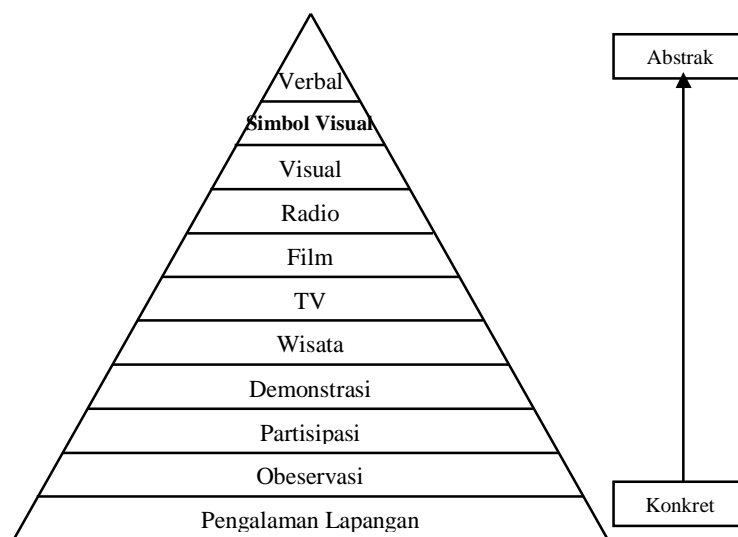 Verbal
Abstrak
Simbol Visual
Visual
Radio
Film
TV
Wisata
Demonstrasi
Partisipasi
Obeservasi
Konkret
Pengalaman Lapangan